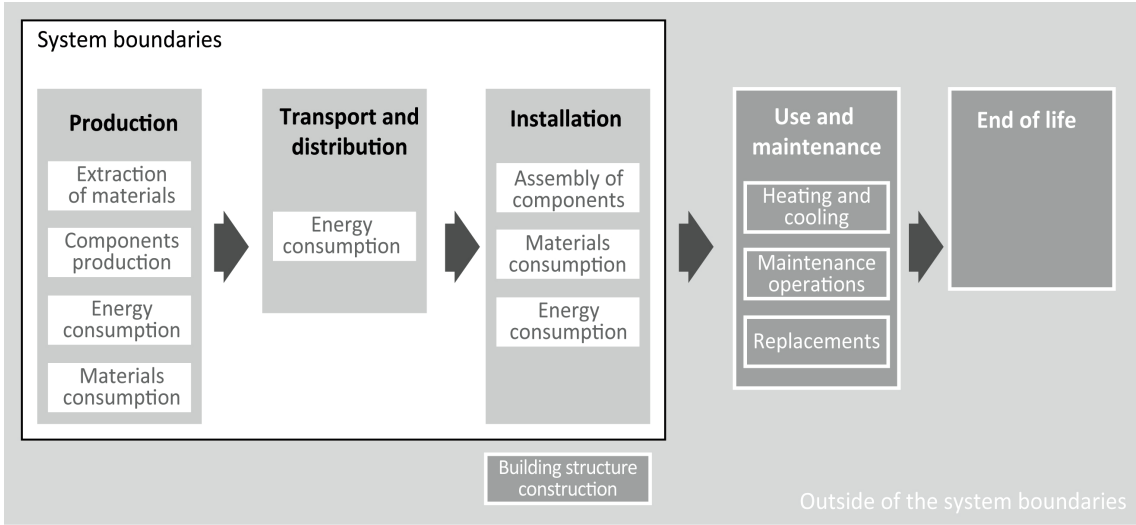 System boundaries
Production
Extraction
of materials
Components
production
Energy
consumption
Materials
consumption
Transport and
distribution
Energy
consumption
Installation
Assembly of
components
Materials
consumption
Energy
consumption
Use and
maintenance
Heating and
cooling
Maintenance
operations
Replacements
End of life
Building structure
construction
Outside of the system boundaries